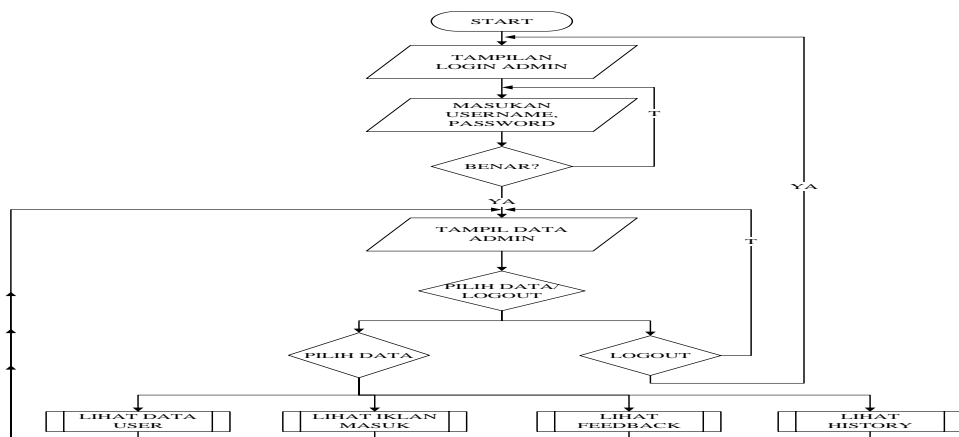 START
TAMPILAN
LOGIN ADMIN
MASUKAN
USERNAME,
PASSWORD
T
BENAR?
YA
YA
TAMPIL DATA
ADMIN
T
PILIH DATA/
LOGOUT
PILIH DATA
LOGOUT
LIHAT DATA
USER
LIHAT IKLAN
MASUK
LIHAT
FEEDBACK
LIHAT
HISTORY